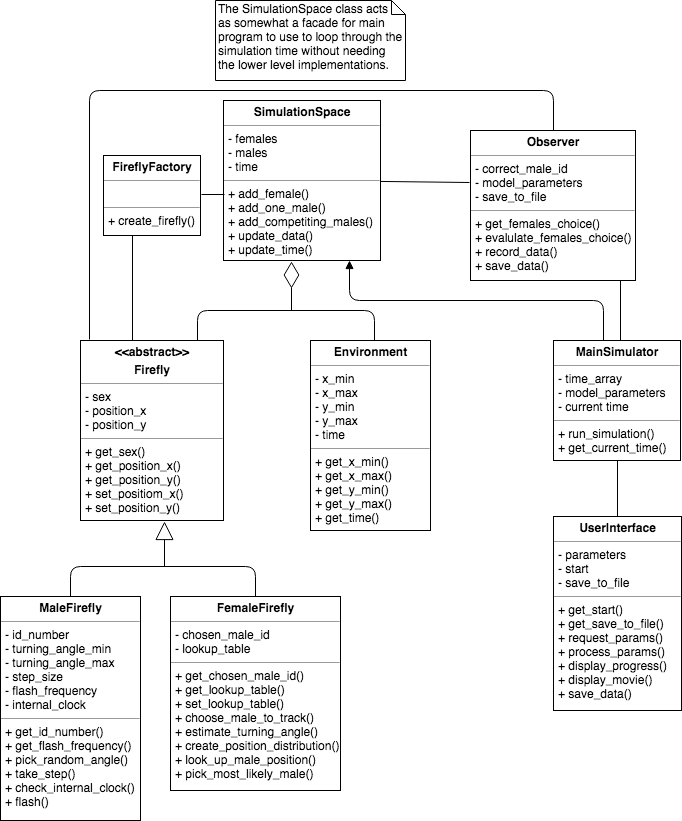 The SimulationSpace class acts
as somewhat a facade for main
program to use to loop through the
simulation time without needing
the lower level implementations.
SimulationSpace
- females
- males
- time
+ add_female()
+ add_one_male()
+ add_competiting_males()
+ update_data()
+ update_time()
FireflyFactory
+ create_firefly()
Observer
- correct_male_id
- model_parameters
- save_to_file
+ get_females_choice()
+ evalulate_females_choice()
+ record_data()
+ save_data()
<<abstract>>
Firefly
- sex
- position_x
- position_y
+ get_sex()
+ get_position_x()
+ get_position_y()
+ set_positiom_x()
+ set_position_y()
Environment
- x_min
- x_max
- y_min
- y_max
- time
+ get_x_min()
+ get_x_max()
+ get_y_min()
+ get_y_max()
+ get_time()
MainSimulator
- time_array
- model_parameters
- current time
+ run_simulation()
+ get_current_time()
UserInterface
- parameters
- start
- save_to_file
+ get_start()
+ get_save_to_file()
+ request_params()
+ process_params()
+ display_progress()
+ display_movie()
+ save_data()
MaleFirefly
- id_number
- turning_angle_min
- turning_angle_max
- step_size
- flash_frequency
- internal_clock
+ get_id_number()
+ get_flash_frequency()
+ pick_random_angle()
+ take_step()
+ check_internal_clock()
+ flash()
FemaleFirefly
- chosen_male_id
- lookup_table
+ get_chosen_male_id()
+ get_lookup_table()
+ set_lookup_table()
+ choose_male_to_track()
+ estimate_turning_angle()
+ create_position_distribution()
+ look_up_male_position()
+ pick_most_likely_male()